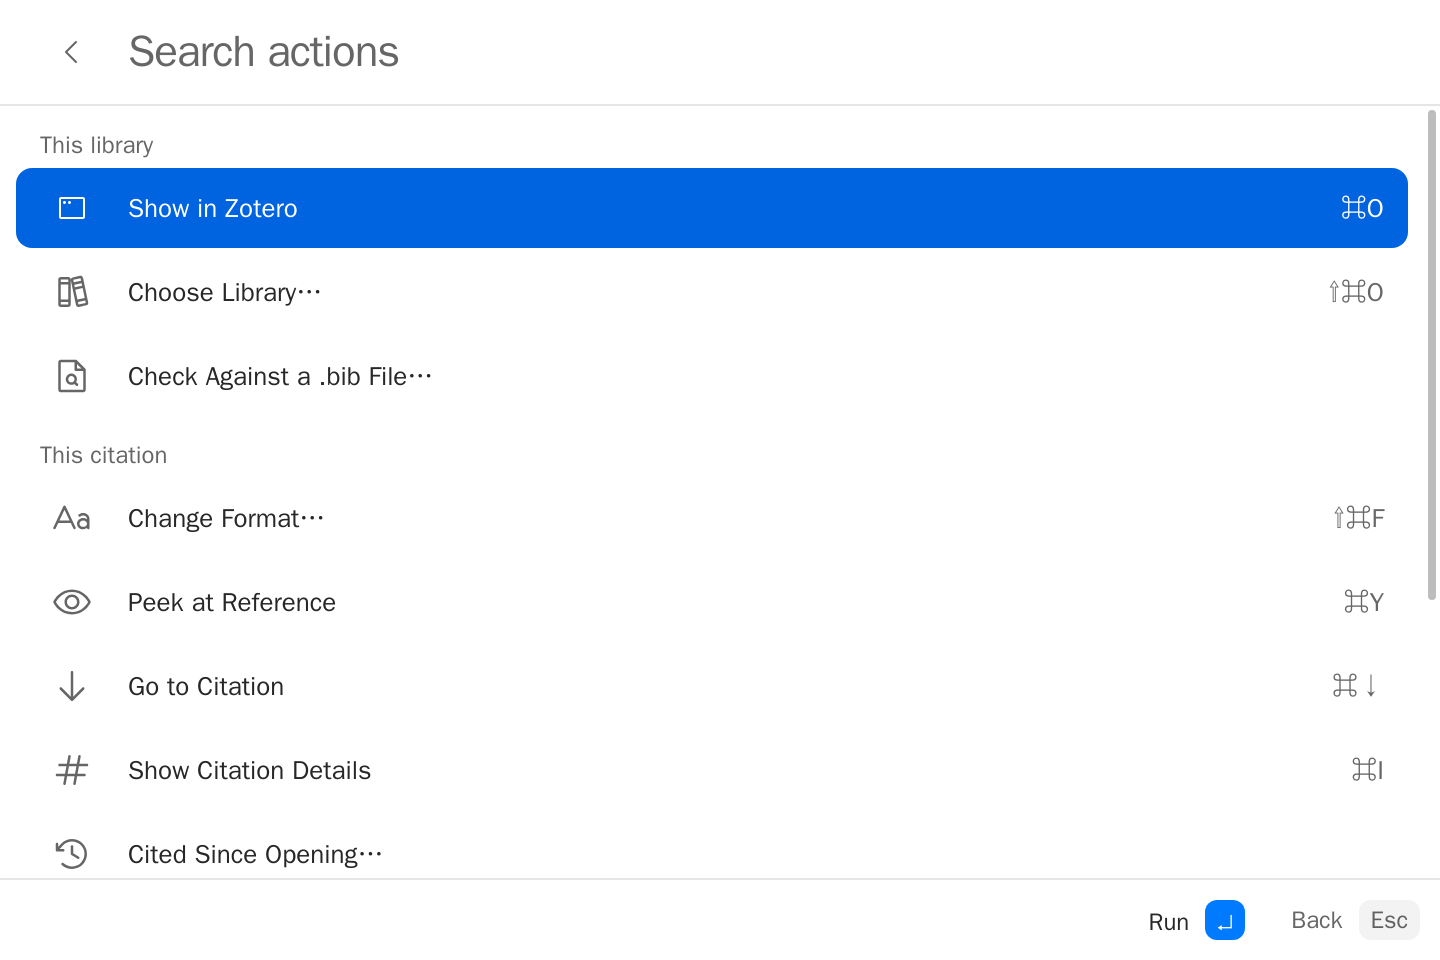 Search actions
This library
Show in Zotero ⌘O
Choose Library… ⇧⌘O
Check Against a .bib File…
This citation
Aa Change Format… ⇧⌘F
Peek at Reference ⌘Y
Go to Citation ⌘↓
# Show Citation Details ⌘I
Cited Since Opening…
Run ↵ Back Esc